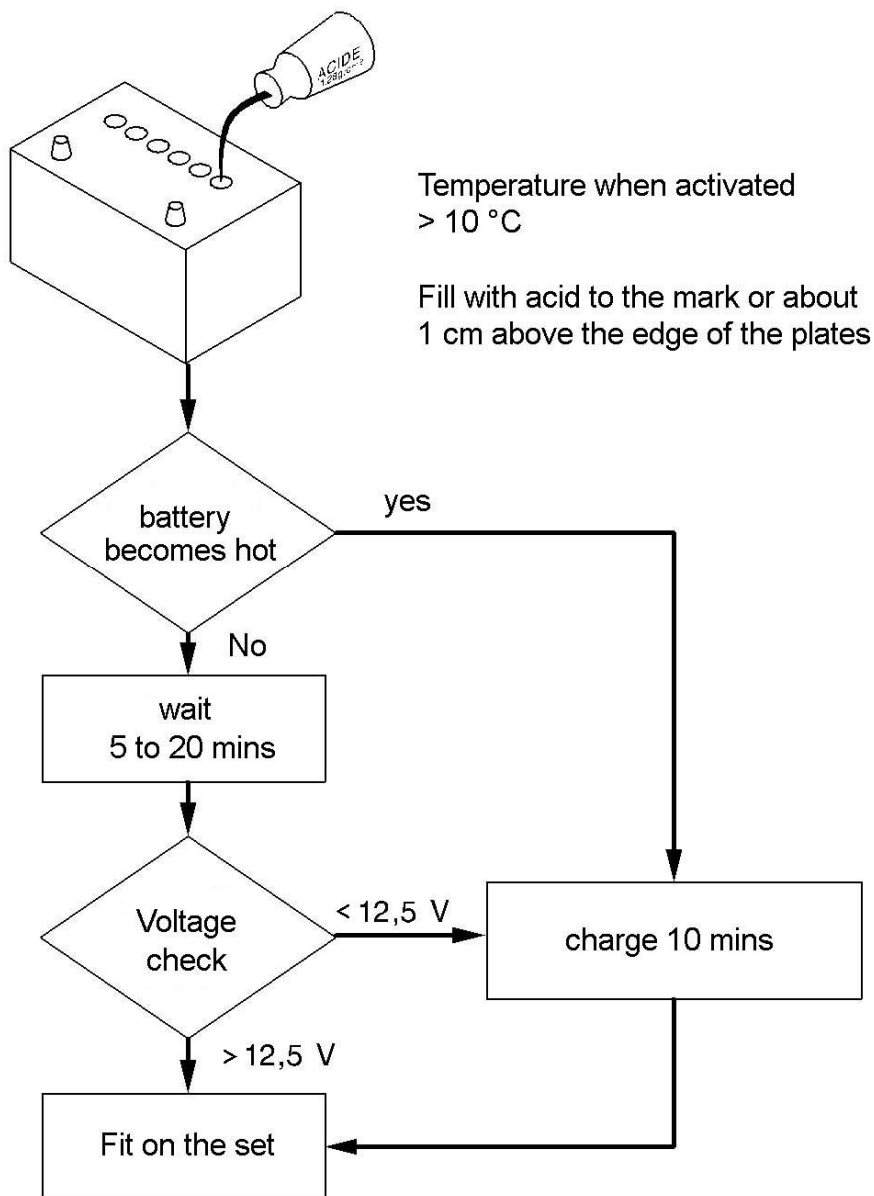 ACIDE
Temperature when activated
> 10 °C
Fill with acid to the mark or about
1 cm above the edge of the plates
battery
becomes hot
yes
No
wait
5 to 20 mins
Voltage
check
< 12,5 V
charge 10 mins
> 12,5 V
Fit on the set